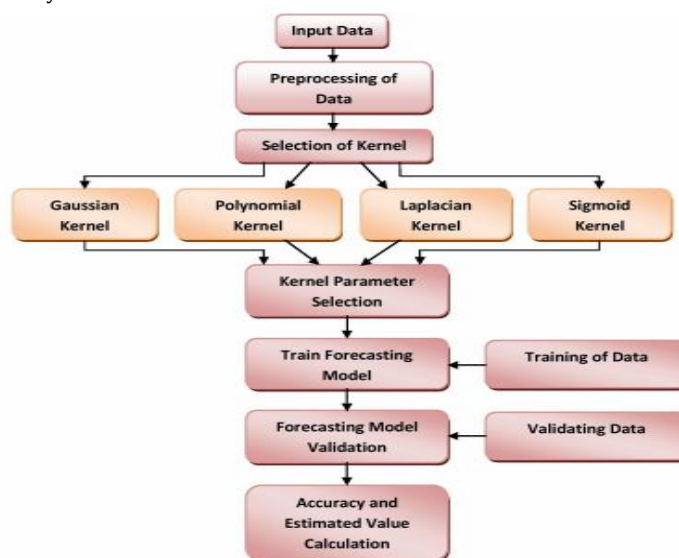 Input Data
Preprocessing of
Data
Selection of Kernel
Gaussian
Kernel
Polynomial
Kernel
Laplacian
Kernel
Sigmoid
Kernel
Kernel Parameter
Selection
Train Forecasting
Model
Training of Data
Forecasting Model
Validation
Validating Data
Accuracy and
Estimated Value
Calculation